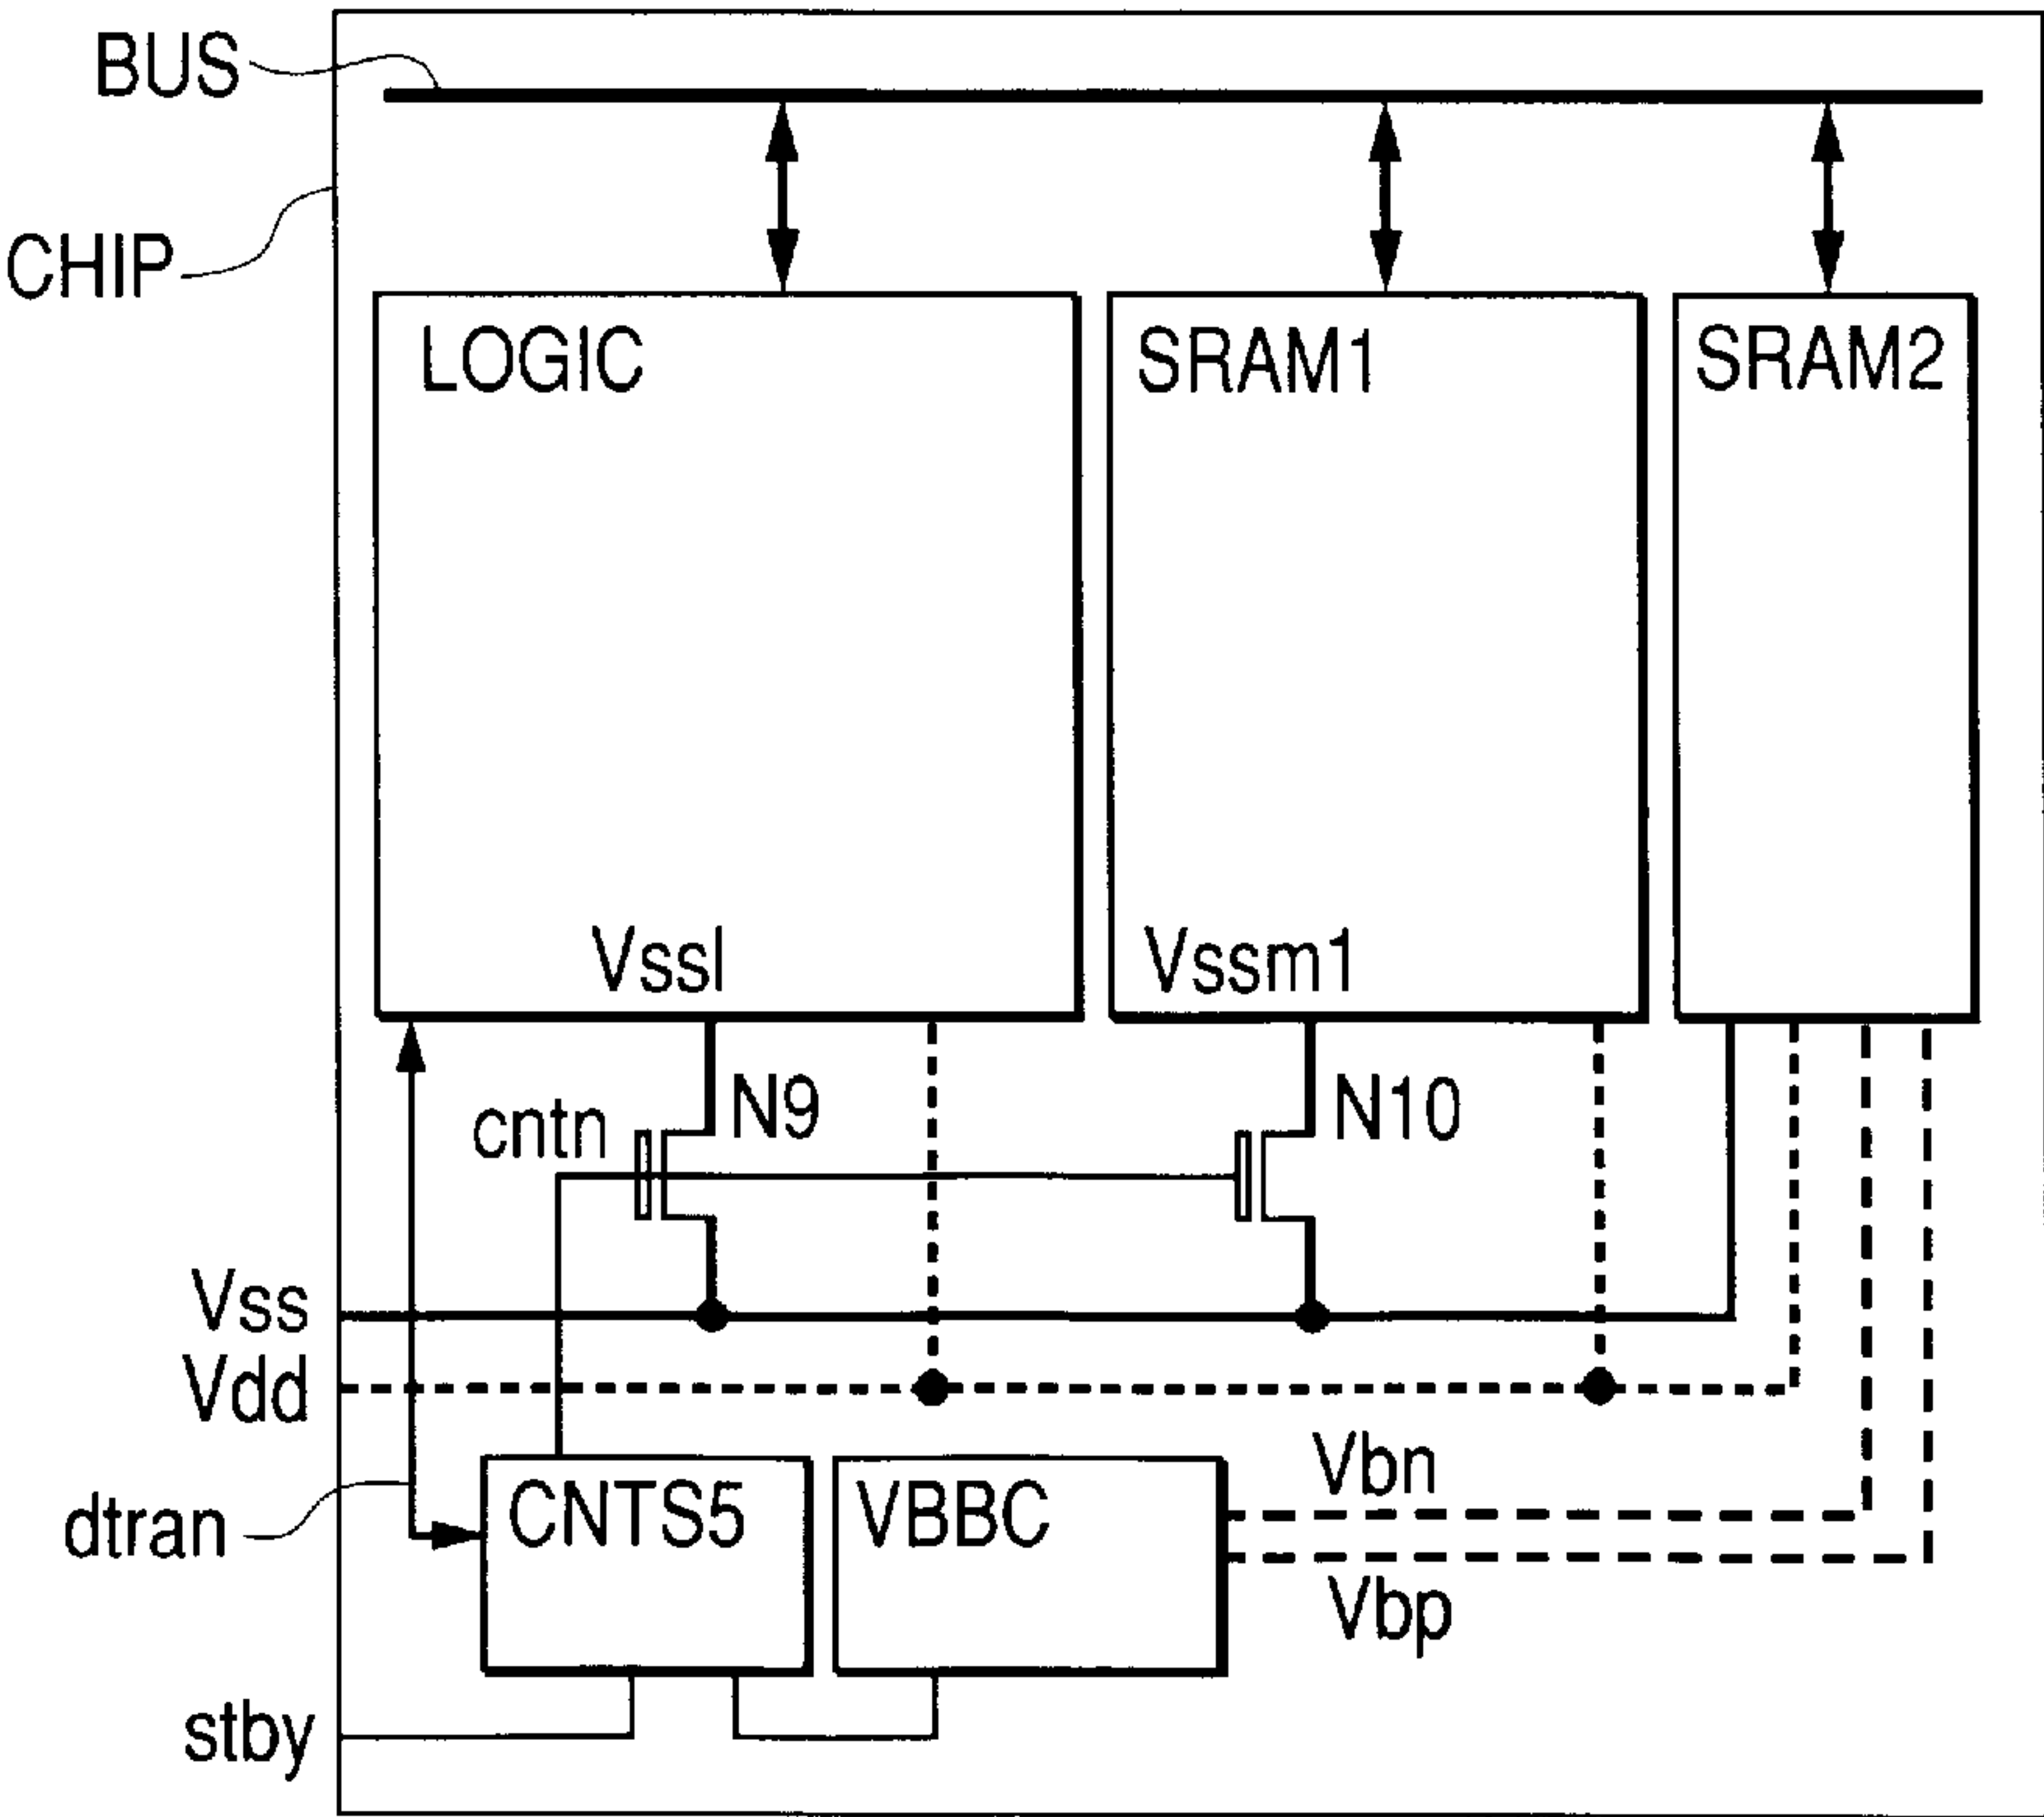 BUS
CHIP
LOGIC
SRAM1
SRAM2
Vssl
Vssm1
cntn
N9
N10
Vss
Vdd
dtran
CNTS5
VBBC
Vbn
Vbp
stby